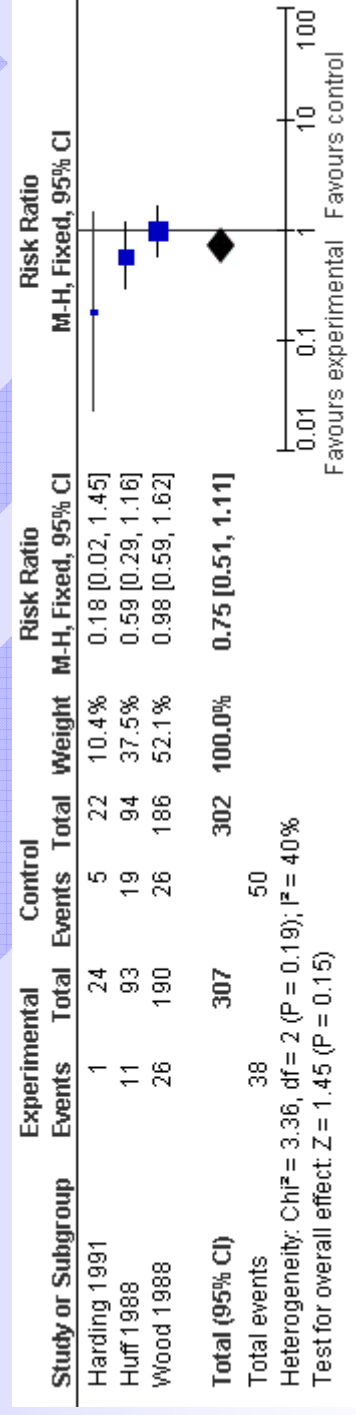 Experimental Control Risk Ratio Risk Ratio
Study or Subgroup Events Total Events Total Weight M-H, Fixed, 95% CI M-H, Fixed, 95% CI
Harding 1991 1 24 5 22 10.4% 0.18 [0.02, 1.45]
Huff 1988 11 93 19 94 37.5% 0.59 [0.29, 1.16]
Wood 1988 26 190 26 186 52.1% 0.98 [0.59, 1.62]
Total (95% CI) 307 302 100.0% 0.75 [0.51, 1.11]
Total events 38 50
Heterogeneity: Chi² = 3.36, df = 2 (P = 0.19); I² = 40%
Test for overall effect: Z = 1.45 (P = 0.15)
0.01 0.1 1 10 100
Favours experimental Favours control